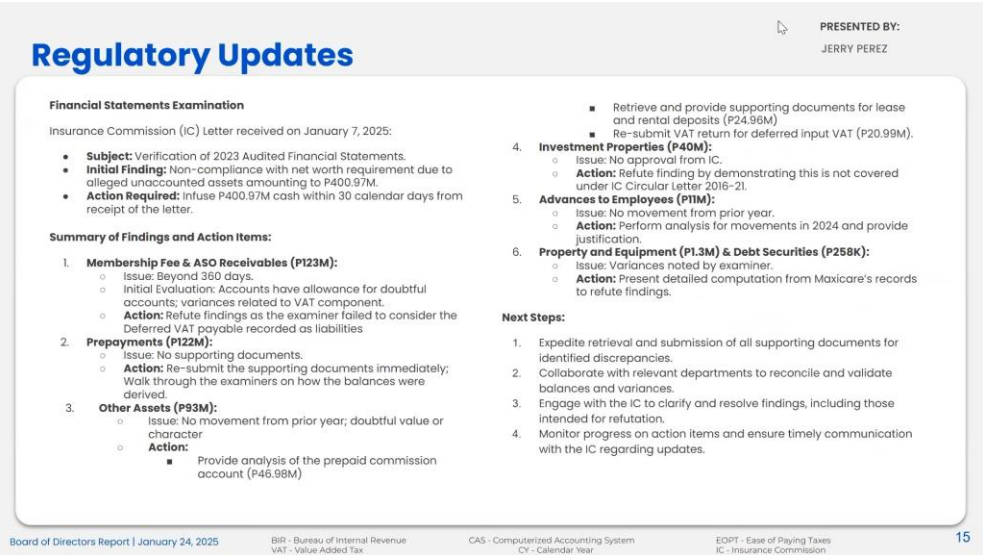 PRESENTED BY:
JERRY PEREZ
Regulatory Updates
Financial Statements Examination
Insurance Commission (IC) Letter received on January 7, 2025:
● Subject: Verification of 2023 Audited Financial Statements.
● Initial Finding: Non-compliance with net worth requirement due to
alleged unaccounted assets amounting to P400.97M.
● Action Required: Infuse P400.97M cash within 30 calendar days from
receipt of the letter.
Summary of Findings and Action Items:
1. Membership Fee & ASO Receivables (P123M):
○ Issue: Beyond 360 days.
○ Initial Evaluation: Accounts have allowance for doubtful
accounts; variances related to VAT component.
○ Action: Refute findings as the examiner failed to consider the
Deferred VAT payable recorded as liabilities
2. Prepayments (P122M):
○ Issue: No supporting documents.
○ Action: Re-submit the supporting documents immediately;
Walk through the examiners on how the balances were
derived.
3. Other Assets (P93M):
○ Issue: No movement from prior year; doubtful value or
character
○ Action:
■ Provide analysis of the prepaid commission
account (P46.98M)
■ Retrieve and provide supporting documents for lease
and rental deposits (P24.96M)
■ Re-submit VAT return for deferred input VAT (P20.99M).
4. Investment Properties (P40M):
○ Issue: No approval from IC.
○ Action: Refute finding by demonstrating this is not covered
under IC Circular Letter 2016-21.
5. Advances to Employees (P11M):
○ Issue: No movement from prior year.
○ Action: Perform analysis for movements in 2024 and provide
justification.
6. Property and Equipment (P1.3M) & Debt Securities (P258K):
○ Issue: Variances noted by examiner.
○ Action: Present detailed computation from Maxicare's records
to refute findings.
Next Steps:
1. Expedite retrieval and submission of all supporting documents for
identified discrepancies.
2. Collaborate with relevant departments to reconcile and validate
balances and variances.
3. Engage with the IC to clarify and resolve findings, including those
intended for refutation.
4. Monitor progress on action items and ensure timely communication
with the IC regarding updates.
Board of Directors Report | January 24, 2025
BIR - Bureau of Internal Revenue
VAT - Value Added Tax
CAS - Computerized Accounting System
CY - Calendar Year
EOPT - Ease of Paying Taxes
IC - Insurance Commission
15